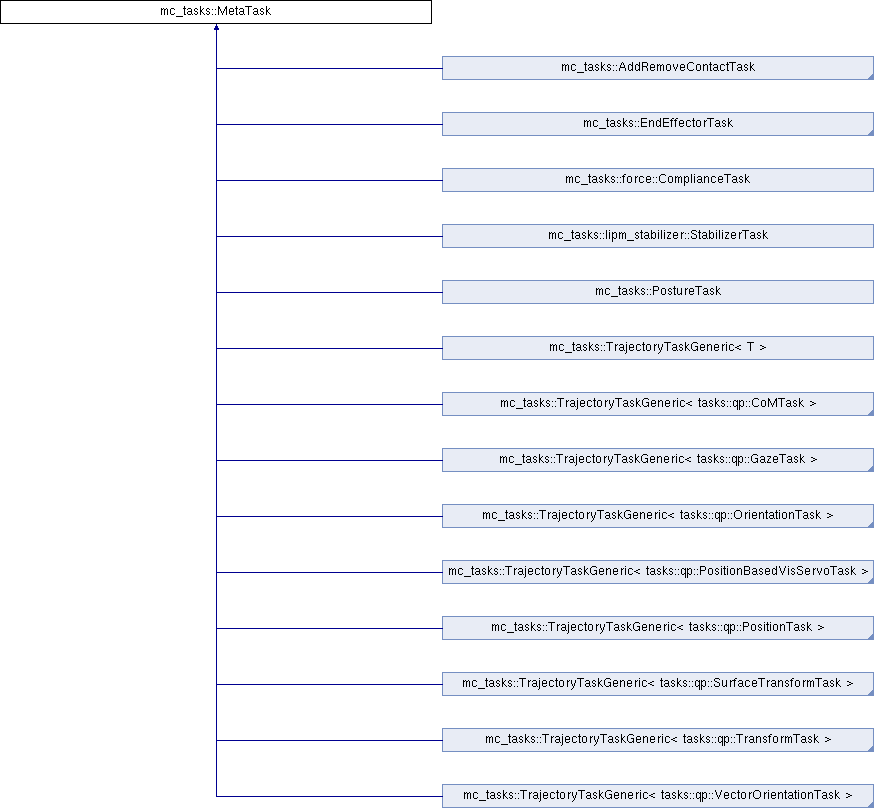 mc_tasks::MetaTask
mc_tasks::AddRemoveContactTask
mc_tasks::EndEffectorTask
mc_tasks::force::ComplianceTask
mc_tasks::lipm_stabilizer::StabilizerTask
mc_tasks::PostureTask
mc_tasks::TrajectoryTaskGeneric< T >
mc_tasks::TrajectoryTaskGeneric< tasks::qp::CoMTask >
mc_tasks::TrajectoryTaskGeneric< tasks::qp::GazeTask >
mc_tasks::TrajectoryTaskGeneric< tasks::qp::OrientationTask >
mc_tasks::TrajectoryTaskGeneric< tasks::qp::PositionBasedVisServoTask >
mc_tasks::TrajectoryTaskGeneric< tasks::qp::PositionTask >
mc_tasks::TrajectoryTaskGeneric< tasks::qp::SurfaceTransformTask >
mc_tasks::TrajectoryTaskGeneric< tasks::qp::TransformTask >
mc_tasks::TrajectoryTaskGeneric< tasks::qp::VectorOrientationTask >